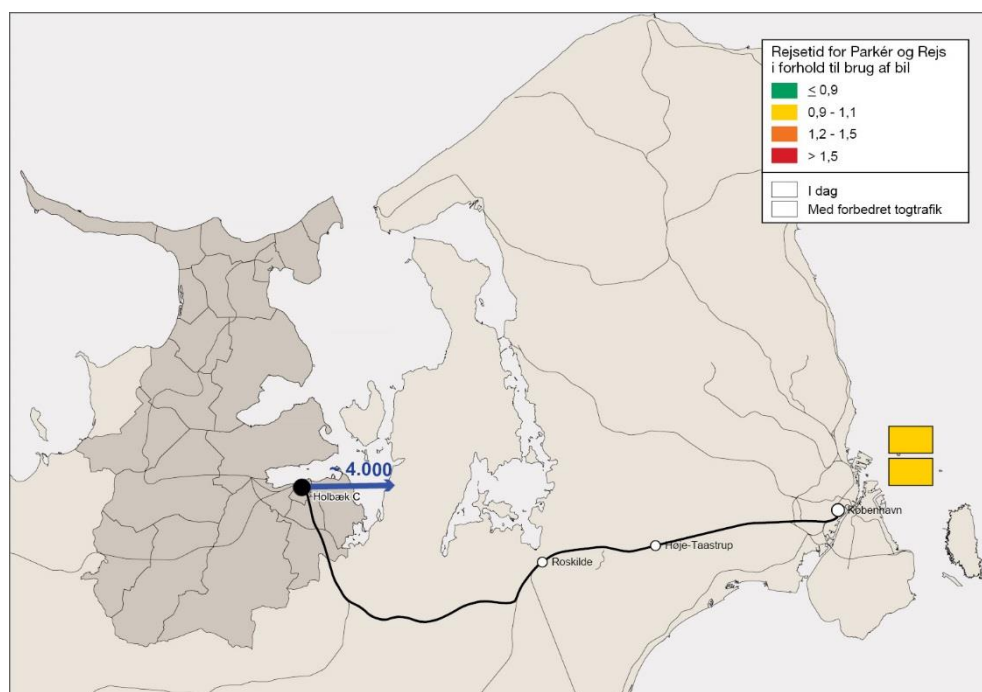 Rejsetid for Parkér og Rejs
i forhold til brug af bil
≤ 0,9
0,9 - 1,1
1,2 - 1,5
> 1,5
I dag
Med forbedret togtrafik
~ 4.000
Holbæk C
København
Høje-Taastrup
Roskilde